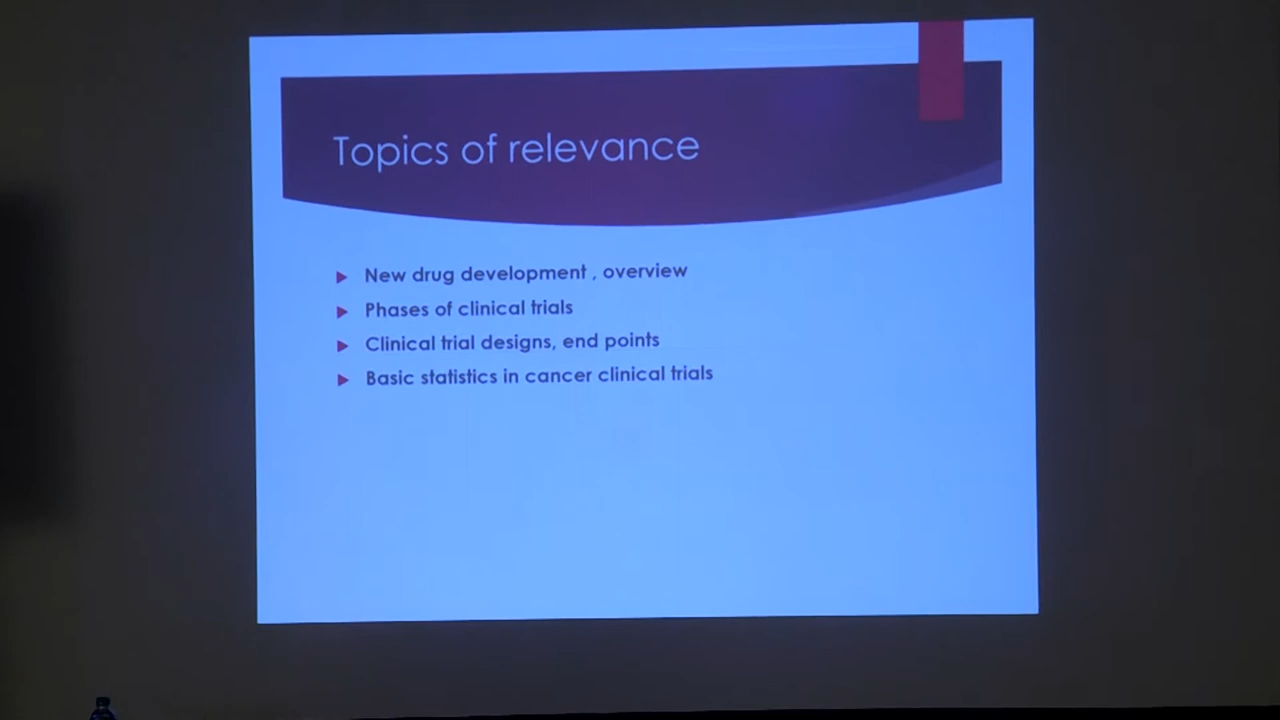 Topics of relevance
New drug development , overview
Phases of clinical trials
Clinical trial designs, end points
Basic statistics in cancer clinical trials